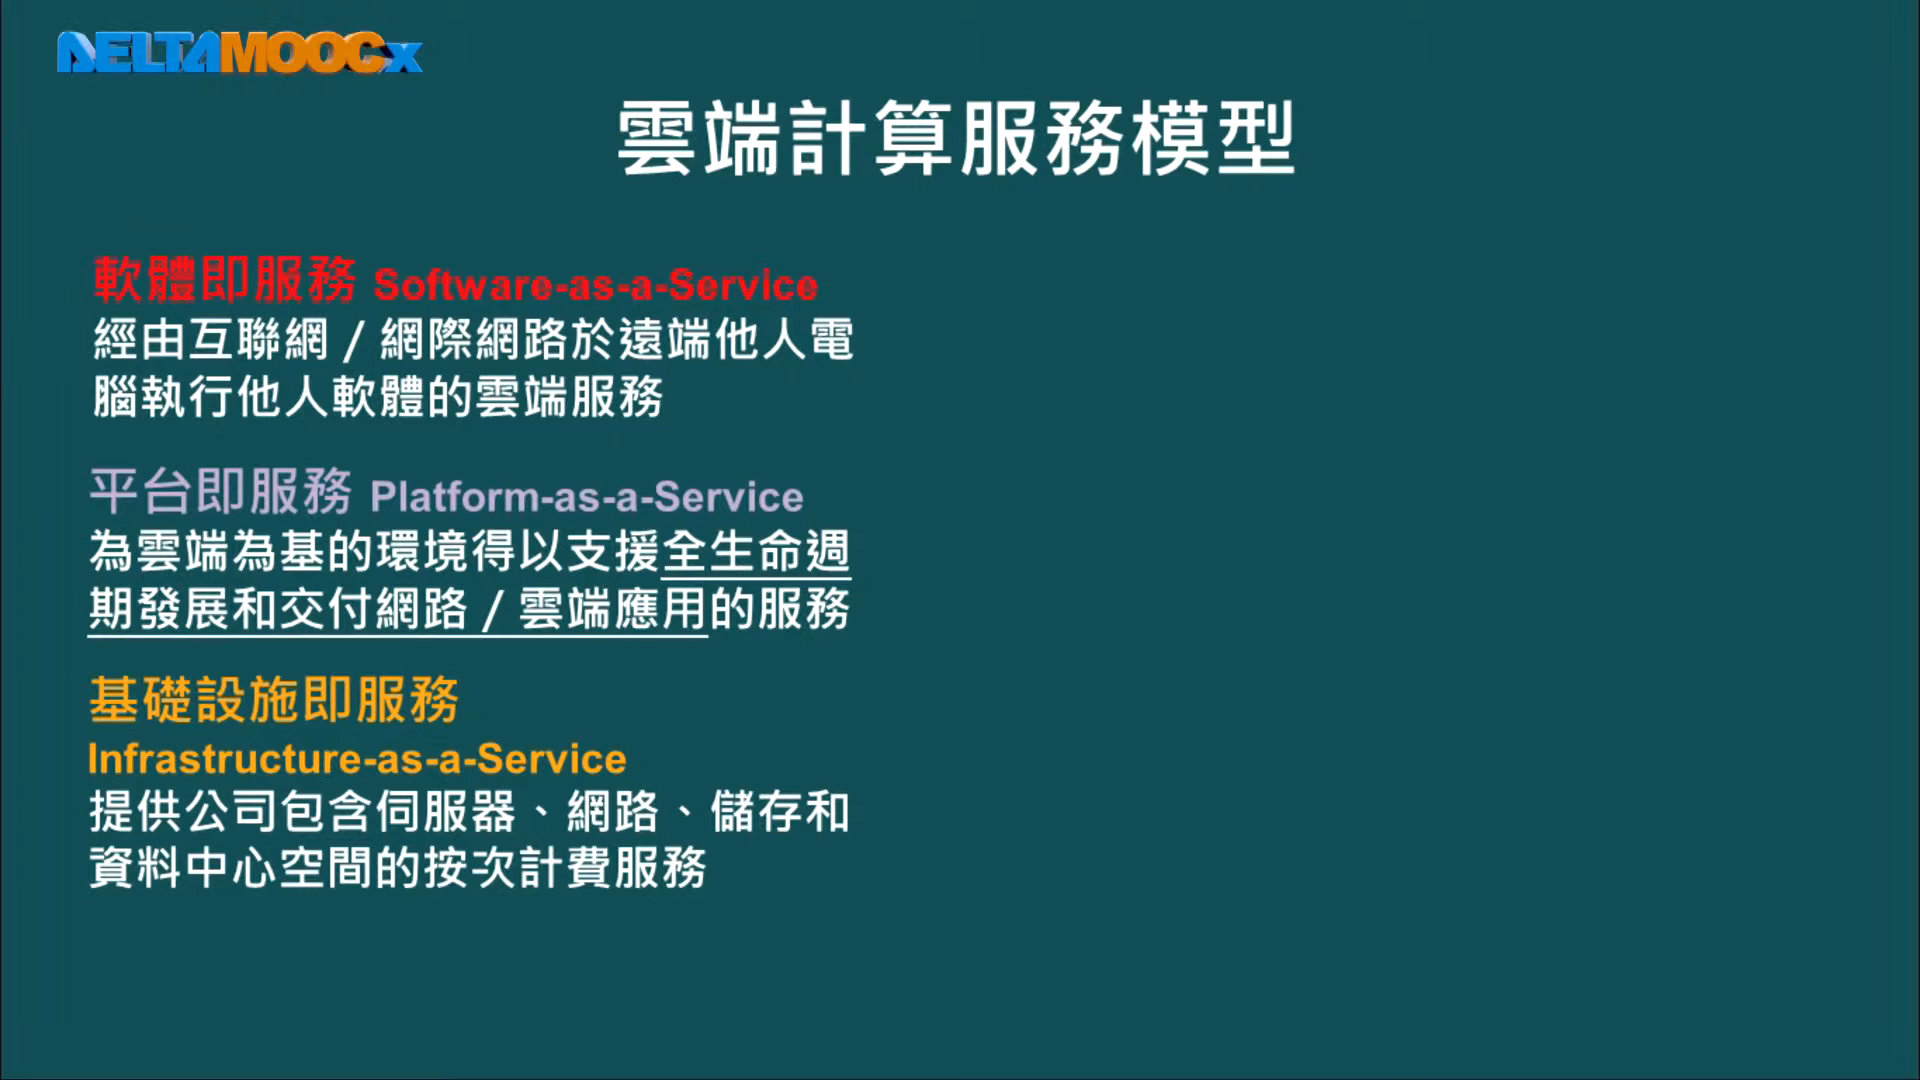 DELTAMOOCx
雲端計算服務模型
軟體即服務 Software-as-a-Service
經由互聯網 / 網際網路於遠端他人電
腦執行他人軟體的雲端服務
平台即服務 Platform-as-a-Service
為雲端為基的環境得以支援全生命週
期發展和交付網路 / 雲端應用的服務
基礎設施即服務
Infrastructure-as-a-Service
提供公司包含伺服器、網路、儲存和
資料中心空間的按次計費服務